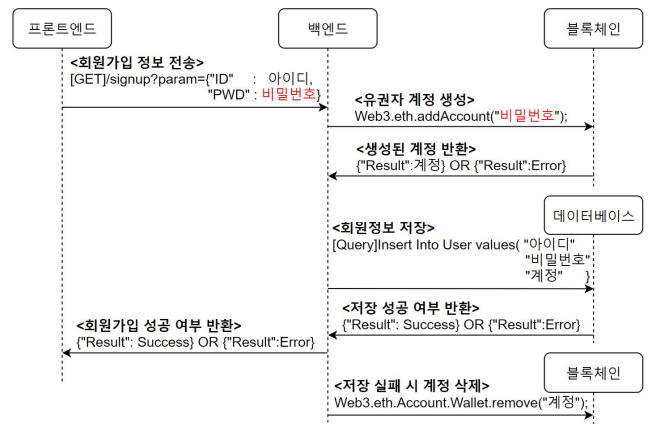 프론트엔드
백엔드
블록체인
<회원가입 정보 전송>
[GET]/signup?param={"ID" : 아이디,
"PWD" : 비밀번호}
<유권자 계정 생성>
Web3.eth.addAccount("비밀번호");
<생성된 계정 반환>
{"Result":계정} OR {"Result":Error}
데이터베이스
<회원정보 저장>
[Query]Insert Into User values( "아이디"
"비밀번호"
"계정" }
<저장 성공 여부 반환>
{"Result": Success} OR {"Result":Error}
<회원가입 성공 여부 반환>
{"Result": Success} OR {"Result":Error}
블록체인
<저장 실패 시 계정 삭제>
Web3.eth.Account.Wallet.remove("계정");